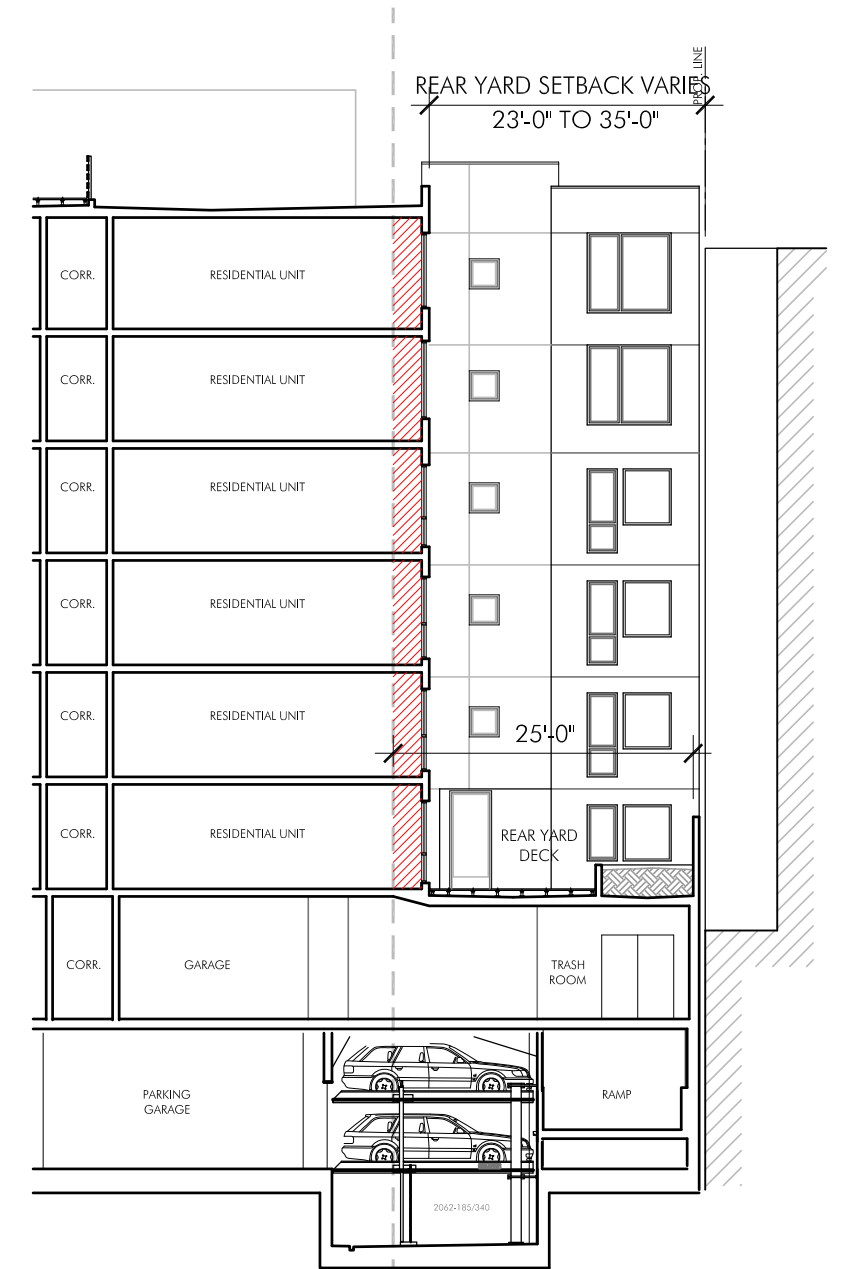 PROP. LINE
REAR YARD SETBACK VARIES
23'-0" TO 35'-0"
CORR.
RESIDENTIAL UNIT
CORR.
RESIDENTIAL UNIT
CORR.
RESIDENTIAL UNIT
CORR.
RESIDENTIAL UNIT
CORR.
RESIDENTIAL UNIT
25'-0"
CORR.
RESIDENTIAL UNIT
REAR YARD
DECK
CORR.
GARAGE
TRASH
ROOM
PARKING
GARAGE
RAMP
2062-185/340